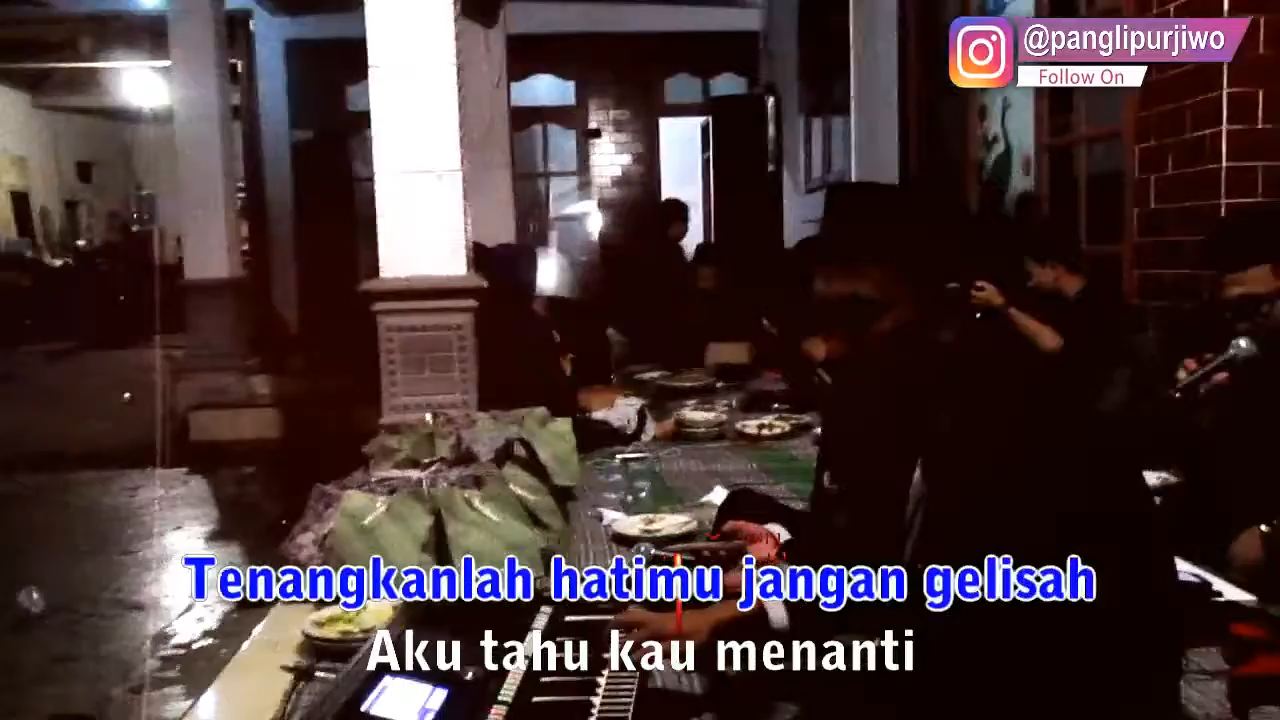 @panglipurjiwo
Follow On
Tenangkanlah hatimu jangan gelisah
Aku tahu kau menanti